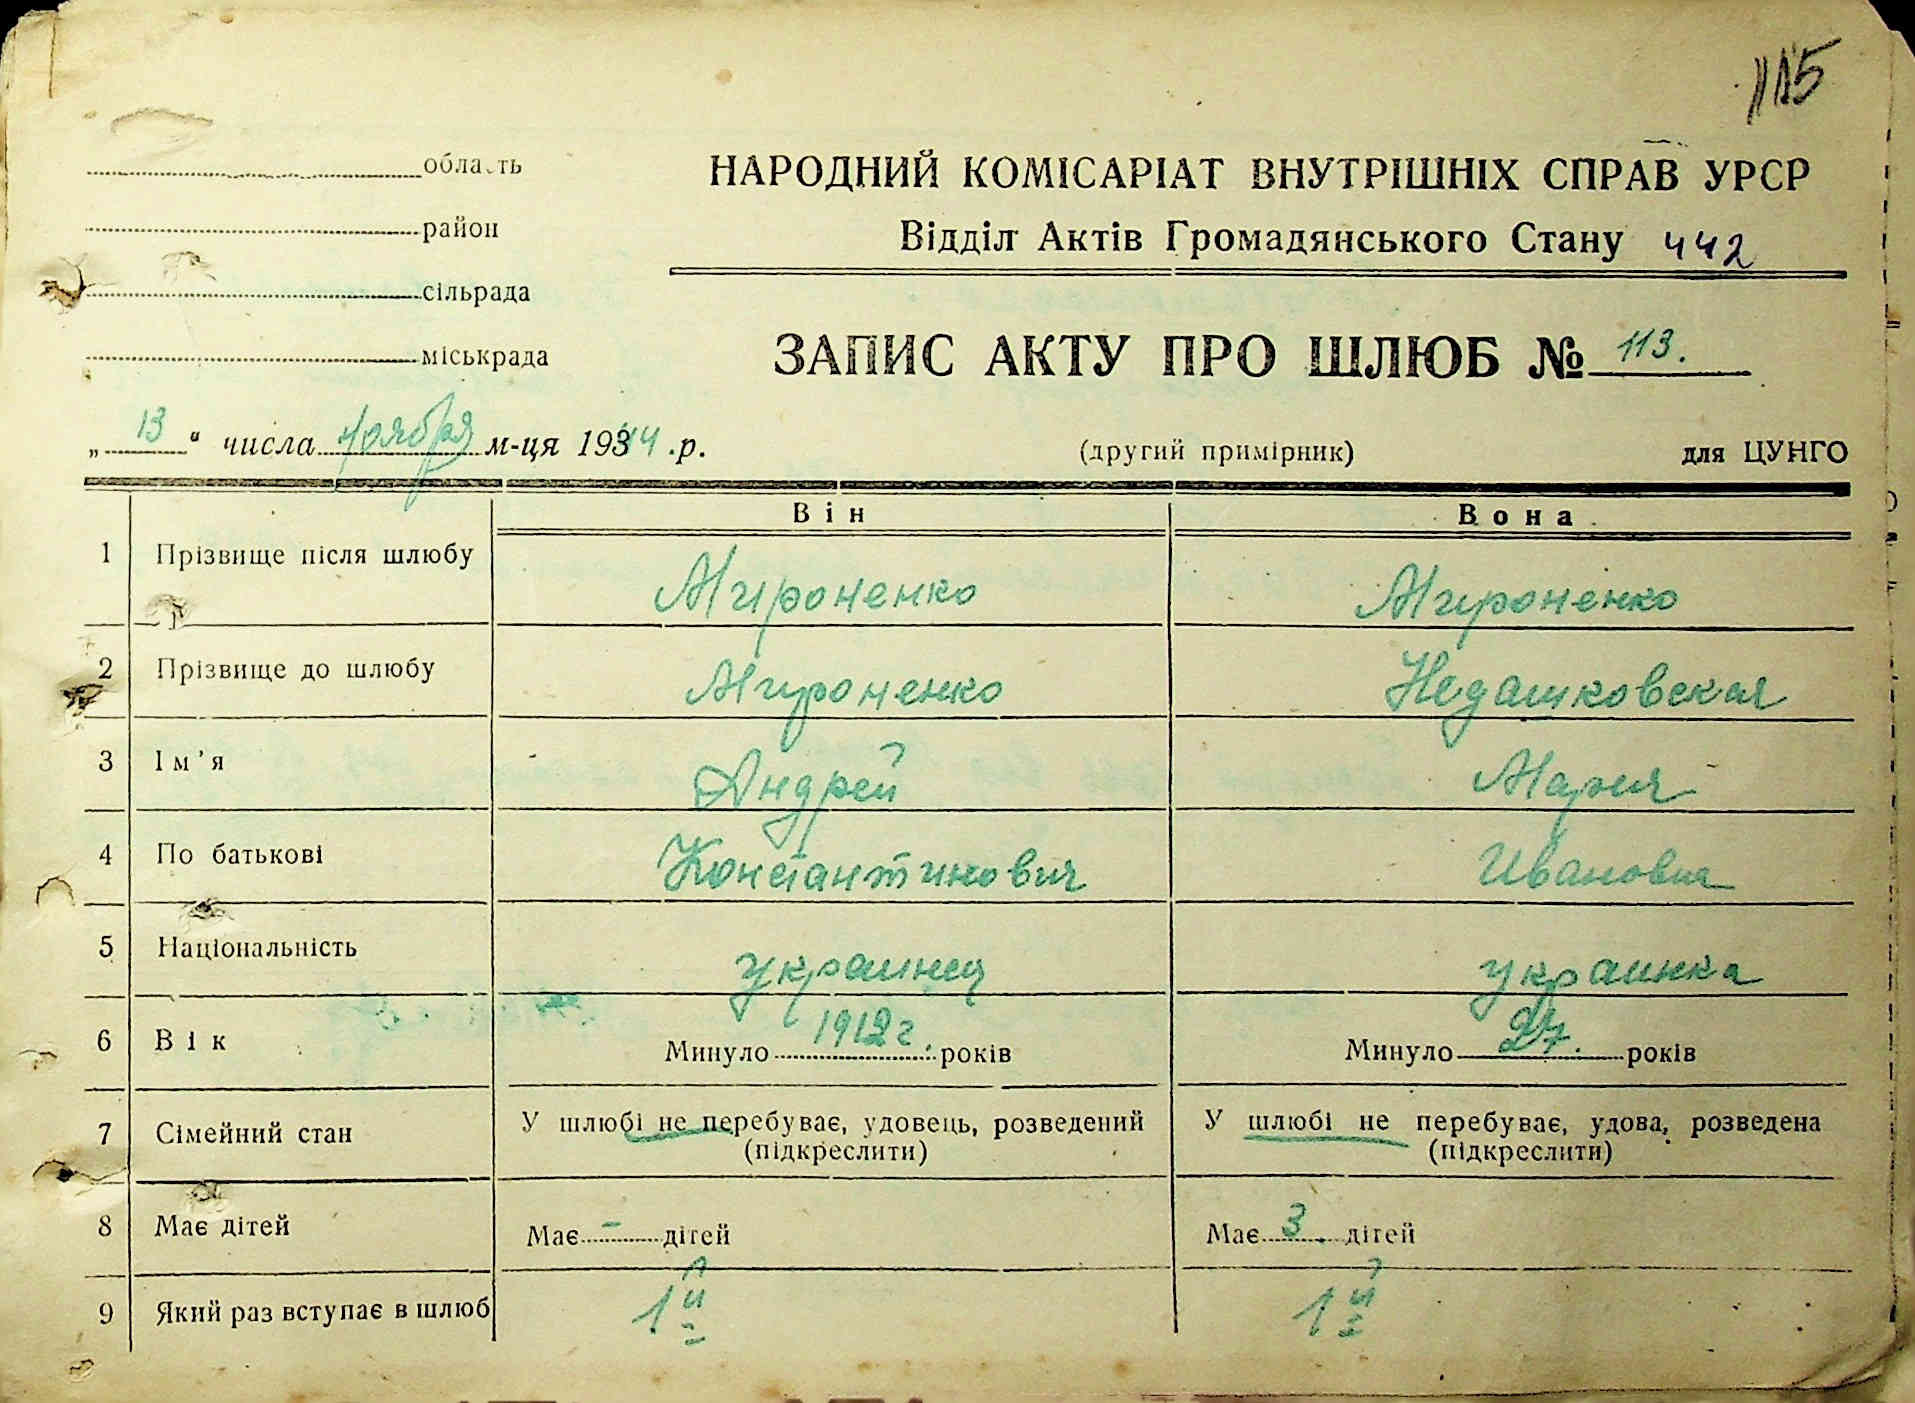 115
область
район
сільрада
міськрада
НАРОДНИЙ КОМІСАРІАТ ВНУТРІШНІХ СПРАВ УРСР
Відділ Актів Громадянського Стану 442
ЗАПИС АКТУ ПРО ШЛЮБ № 113.
„13“ числа ноября м-ця 1944 .р.
(другий примірник) для ЦУНГО
Він Вона
1 Прізвище після шлюбу Мироненко Мироненко
2 Прізвище до шлюбу Мироненко Недашковская
3 Ім'я Андрей Мария
4 По батькові Константинович Ивановна
5 Національність украинец украинка
6 Вік Минуло 1912 г. років Минуло 27. років
7 Сімейний стан У шлюбі не перебуває, удовець, розведений (підкреслити) У шлюбі не перебуває, удова, розведена (підкреслити)
8 Має дітей Має – дітей Має 3. дітей
9 Який раз вступає в шлюб 1й 1й